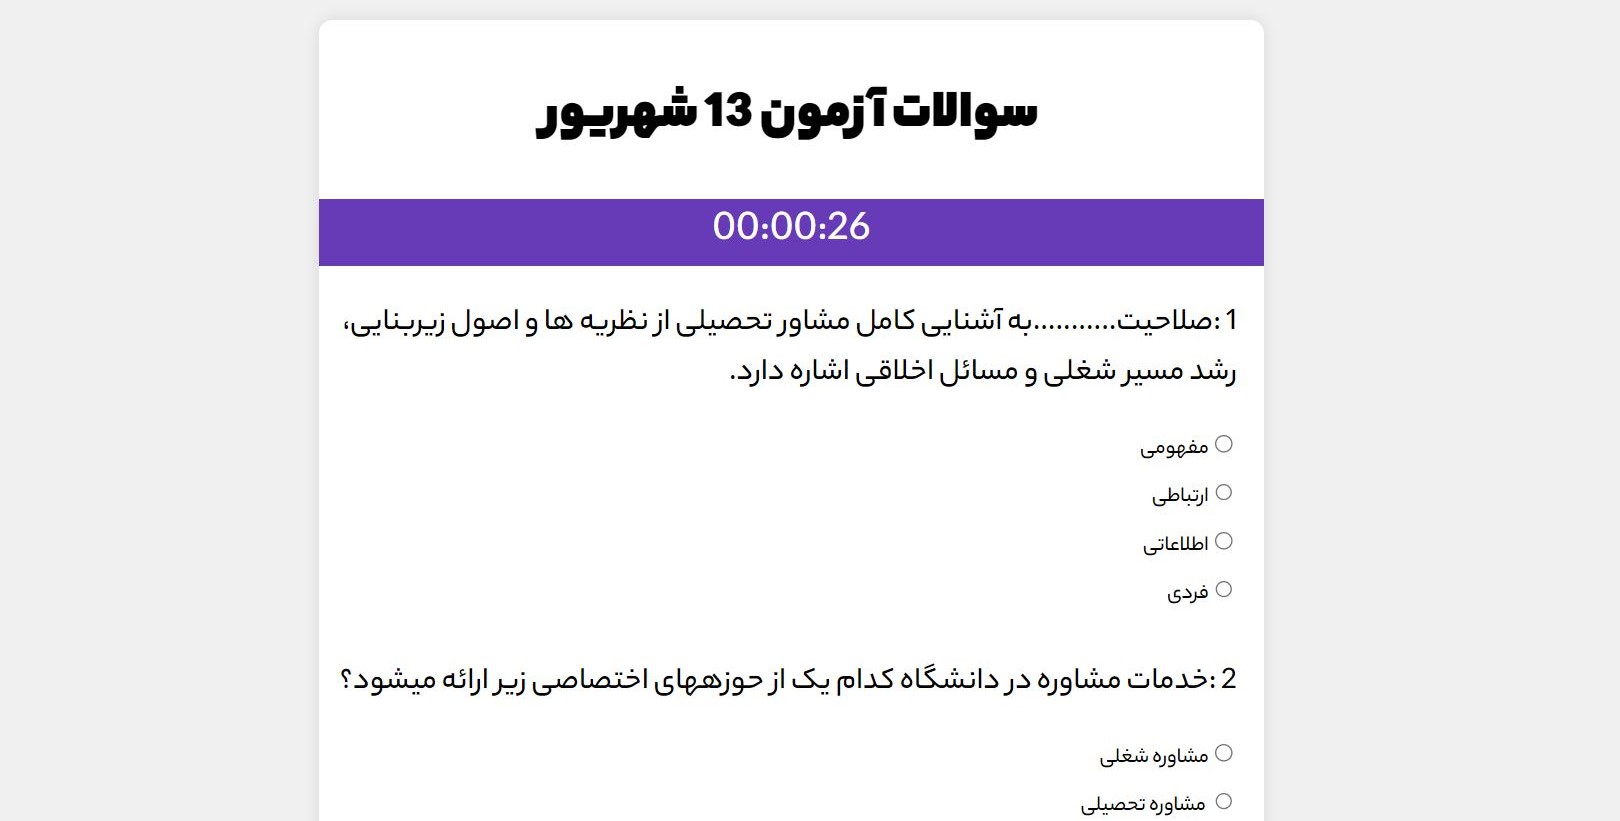 سوالات آزمون 13 شهریور
00:00:26
1 :صلاحیت...........به آشنایی کامل مشاور تحصیلی از نظریه ها و اصول زیربنایی،
رشد مسیر شغلی و مسائل اخلاقی اشاره دارد.
مفهومی
ارتباطی
اطلاعاتی
فردی
2 :خدمات مشاوره در دانشگاه کدام یک از حوزههای اختصاصی زیر ارائه میشود؟
مشاوره شغلی
مشاوره تحصیلی